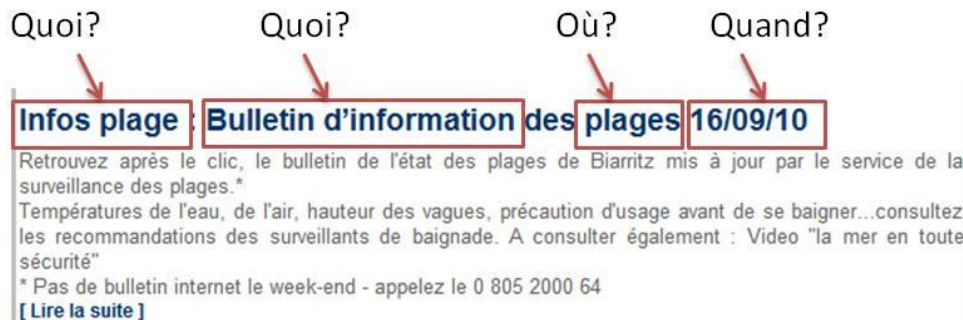 Quoi? Quoi? Où? Quand?
Infos plage : Bulletin d'information des plages 16/09/10
Retrouvez après le clic, le bulletin de l'état des plages de Biarritz mis à jour par le service de la
surveillance des plages.*
Températures de l'eau, de l'air, hauteur des vagues, précaution d'usage avant de se baigner...consultez
les recommandations des surveillants de baignade. A consulter également : Video "la mer en toute
sécurité"
* Pas de bulletin internet le week-end - appelez le 0 805 2000 64
[ Lire la suite ]